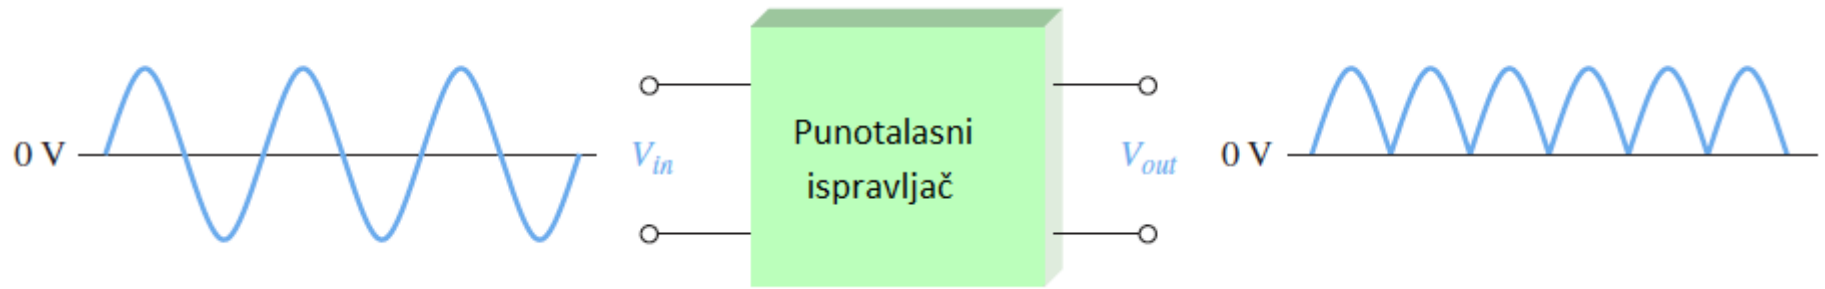 0 V
V_in
Punotalasni
ispravljač
V_out
0 V